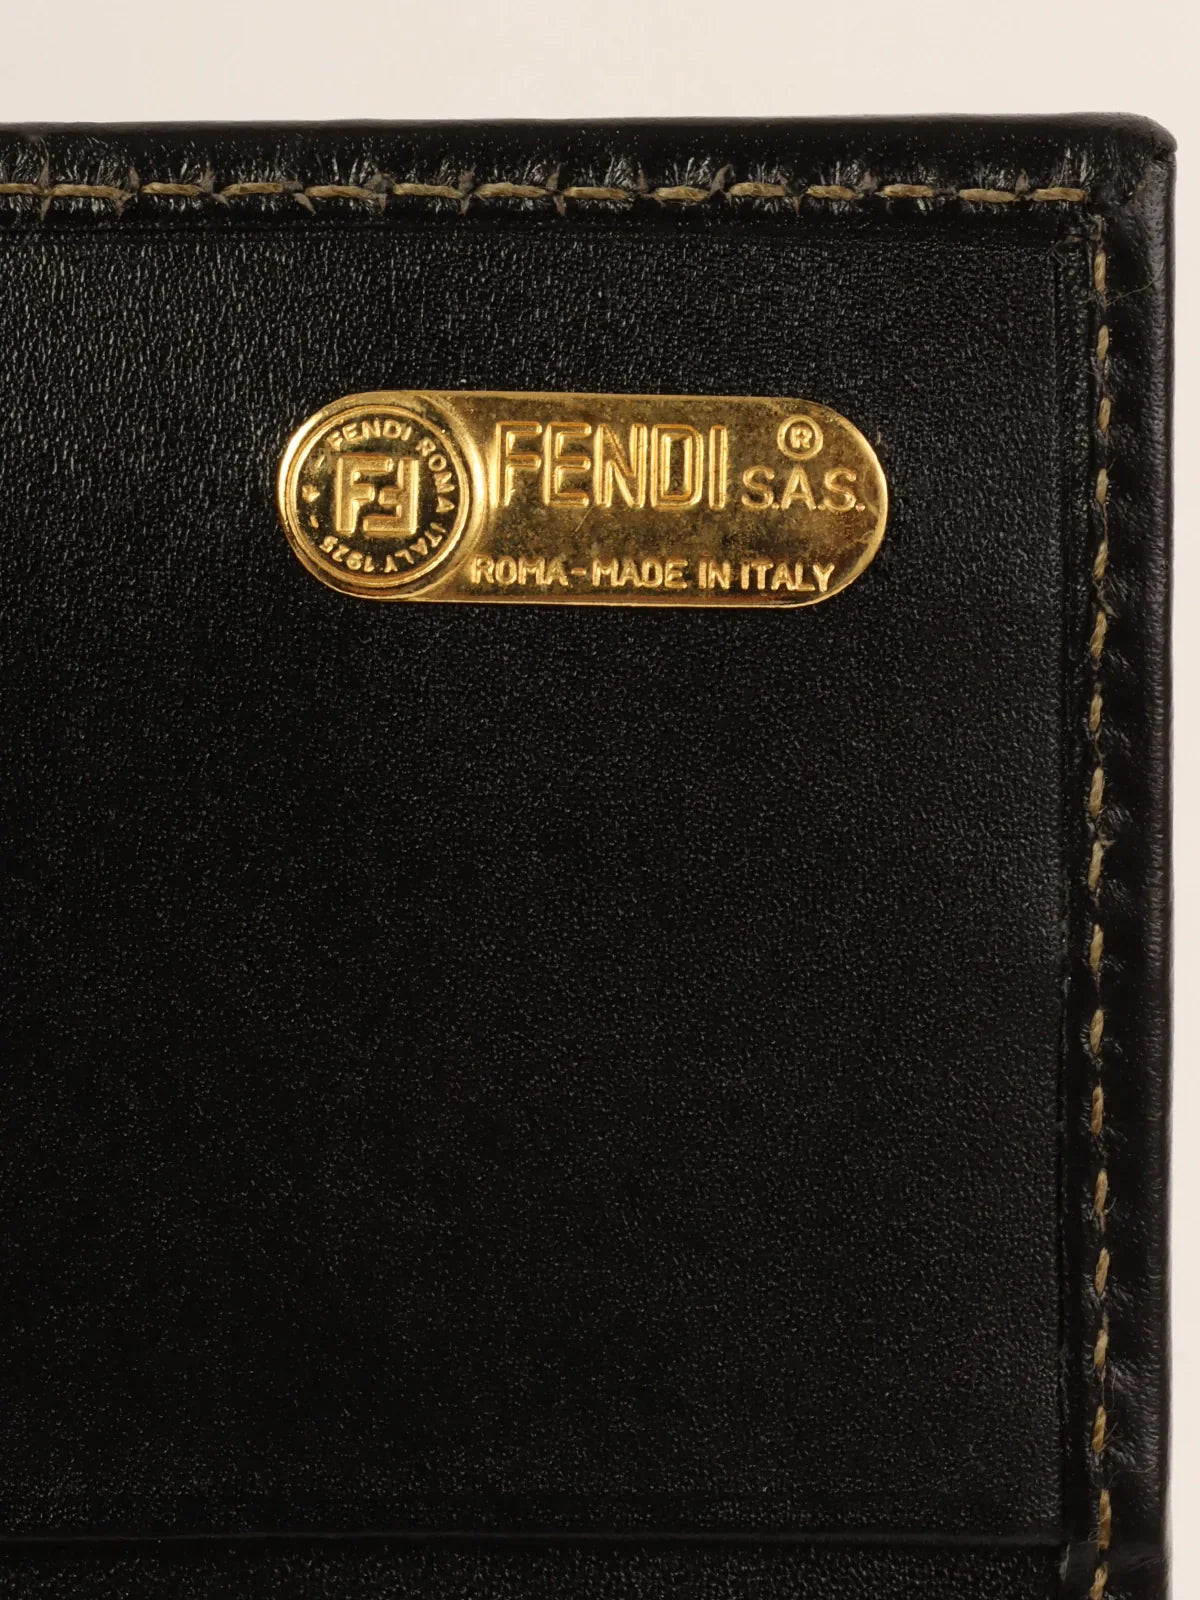 FENDI ROMA ITALY 1925
FF
FENDI S.A.S. ®
ROMA-MADE IN ITALY